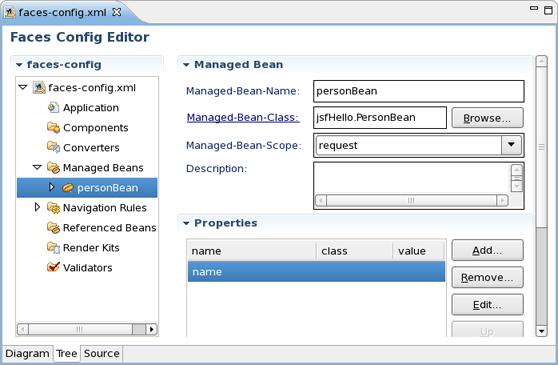 faces-config.xml
Faces Config Editor
faces-config
faces-config.xml
Application
Components
Converters
Managed Beans
personBean
Navigation Rules
Referenced Beans
Render Kits
Validators
Managed Bean
Managed-Bean-Name: personBean
Managed-Bean-Class: jsfHello.PersonBean Browse...
Managed-Bean-Scope: request
Description:
Properties
name class value
name
Add...
Remove...
Edit...
Up
Diagram Tree Source